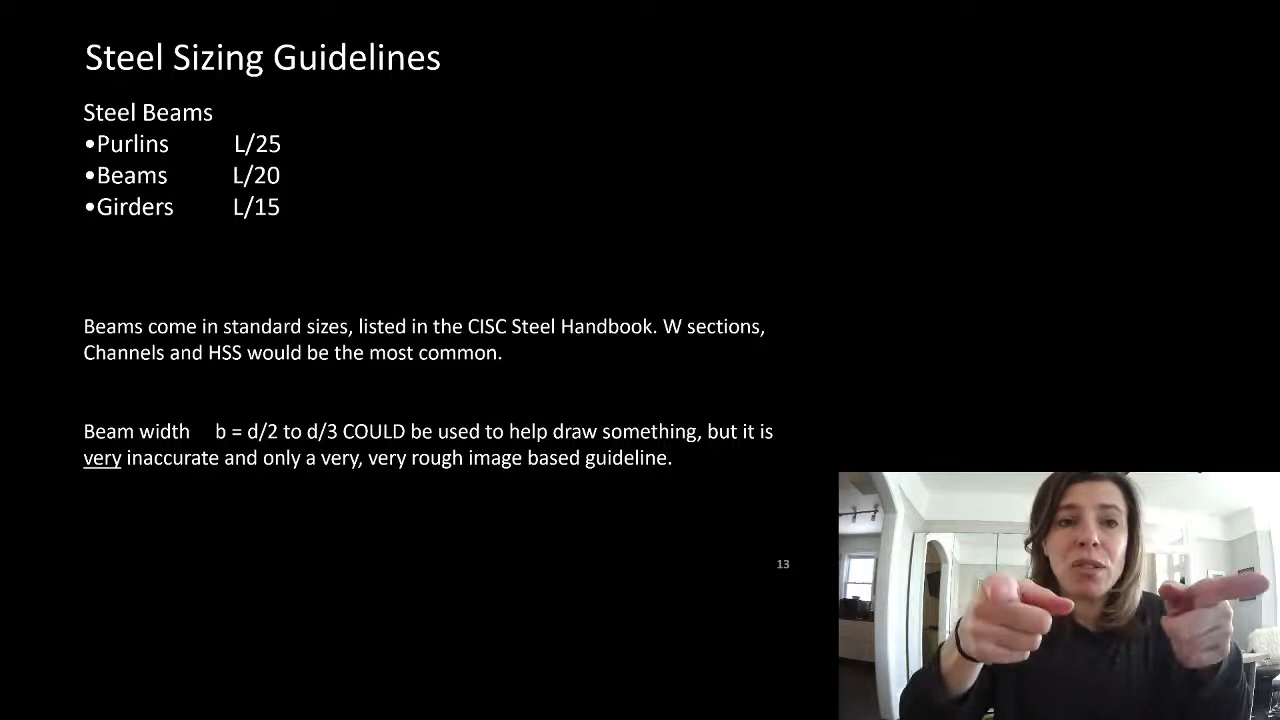 Steel Sizing Guidelines
Steel Beams
•Purlins L/25
•Beams L/20
•Girders L/15
Beams come in standard sizes, listed in the CISC Steel Handbook. W sections,
Channels and HSS would be the most common.
Beam width b = d/2 to d/3 COULD be used to help draw something, but it is
very inaccurate and only a very, very rough image based guideline.
13